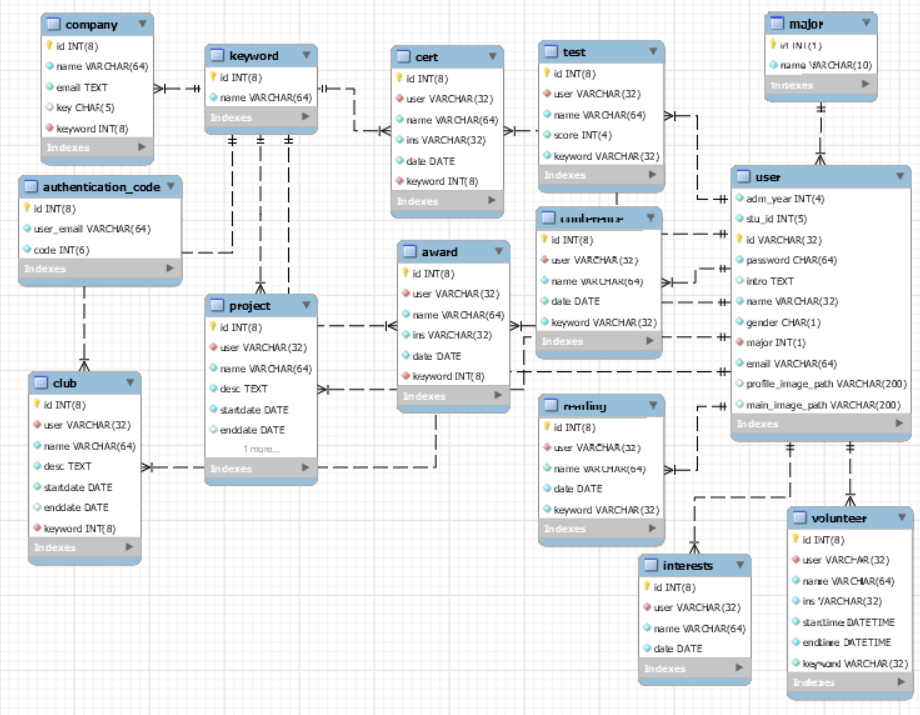 company
id INT(8)
name VARCHAR(64)
email TEXT
key CHAR(5)
keyword INT(8)
Indexes
keyword
id INT(8)
name VARCHAR(64)
Indexes
cert
id INT(8)
user VARCHAR(32)
name VARCHAR(64)
ins VARCHAR(32)
date DATE
keyword INT(8)
Indexes
test
id INT(8)
user VARCHAR(32)
name VARCHAR(64)
score INT(4)
keyword VARCHAR(32)
Indexes
major
id INT(1)
name VARCHAR(10)
Indexes
authentication_code
id INT(8)
user_email VARCHAR(64)
code INT(6)
Indexes
user
adm_year INT(4)
stu_id INT(5)
id VARCHAR(32)
password CHAR(64)
intro TEXT
name VARCHAR(32)
gender CHAR(1)
major INT(1)
email VARCHAR(64)
profile_image_path VARCHAR(200)
main_image_path VARCHAR(200)
Indexes
conference
id INT(8)
user VARCHAR(32)
name VARCHAR(64)
date DATE
keyword VARCHAR(32)
Indexes
award
id INT(8)
user VARCHAR(32)
name VARCHAR(64)
ins VARCHAR(32)
date DATE
keyword INT(8)
Indexes
project
id INT(8)
user VARCHAR(32)
name VARCHAR(64)
desc TEXT
startdate DATE
enddate DATE
1 more...
Indexes
club
id INT(8)
user VARCHAR(32)
name VARCHAR(64)
desc TEXT
startdate DATE
enddate DATE
keyword INT(8)
Indexes
reading
id INT(8)
user VARCHAR(32)
name VARCHAR(64)
date DATE
keyword VARCHAR(32)
Indexes
interests
id INT(8)
user VARCHAR(32)
name VARCHAR(64)
date DATE
Indexes
volunteer
id INT(8)
user VARCHAR(32)
name VARCHAR(64)
ins VARCHAR(32)
starttime DATETIME
endtime DATETIME
keyword VARCHAR(32)
Indexes